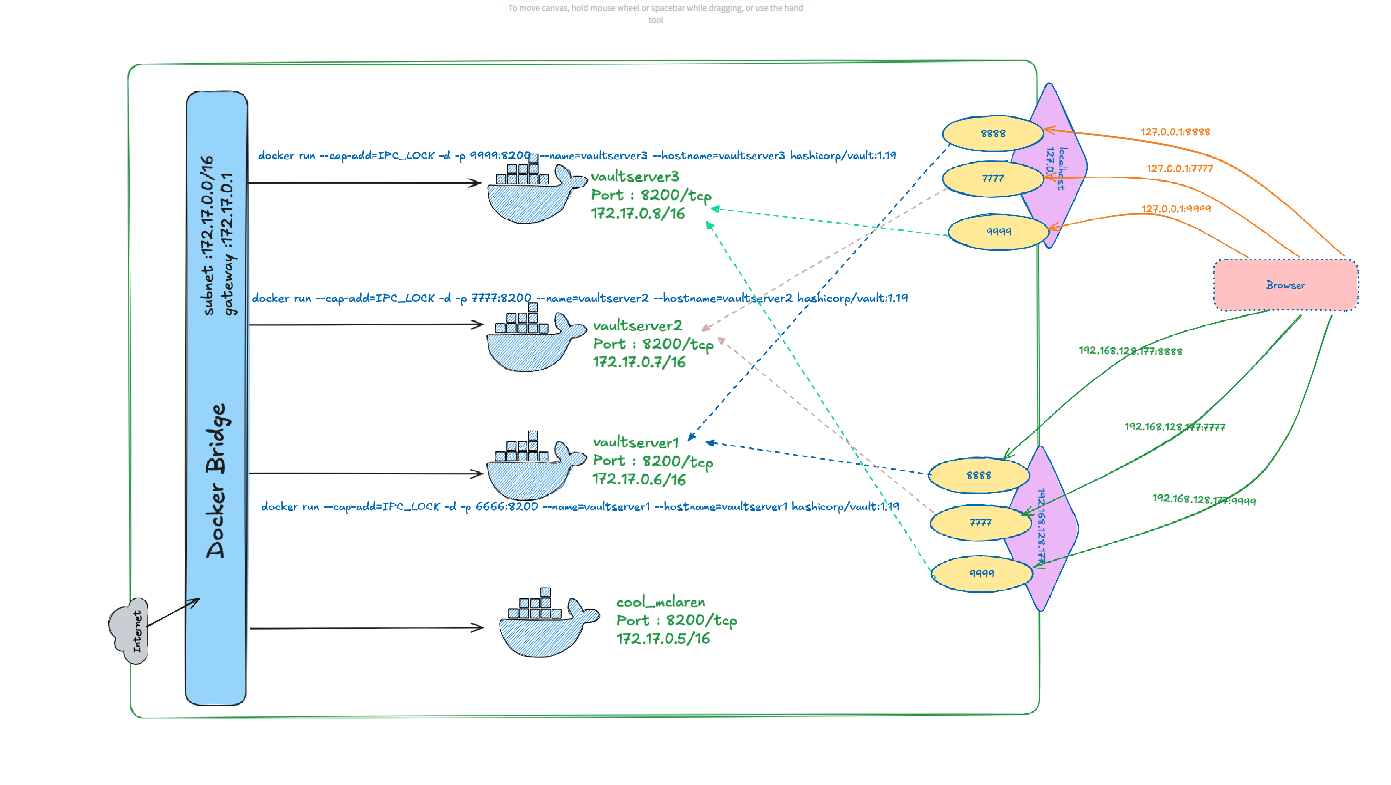 To move canvas, hold mouse wheel or spacebar while dragging, or use the hand
tool
subnet :172.17.0.0/16
gateway :172.17.0.1
Docker Bridge
Internet
docker run --cap-add=IPC_LOCK -d -p 9999:8200 --name=vaultserver3 --hostname=vaultserver3 hashicorp/vault:1.19
vaultserver3
Port : 8200/tcp
172.17.0.8/16
docker run --cap-add=IPC_LOCK -d -p 7777:8200 --name=vaultserver2 --hostname=vaultserver2 hashicorp/vault:1.19
vaultserver2
Port : 8200/tcp
172.17.0.7/16
vaultserver1
Port : 8200/tcp
172.17.0.6/16
docker run --cap-add=IPC_LOCK -d -p 6666:8200 --name=vaultserver1 --hostname=vaultserver1 hashicorp/vault:1.19
cool_mclaren
Port : 8200/tcp
172.17.0.5/16
8888
7777
9999
localhost
127.0.0.1:8888
127.0.0.1:7777
127.0.0.1:9999
Browser
192.168.128.177:8888
192.168.128.177:7777
192.168.128.177:9999
8888
7777
9999
192.168.128.177